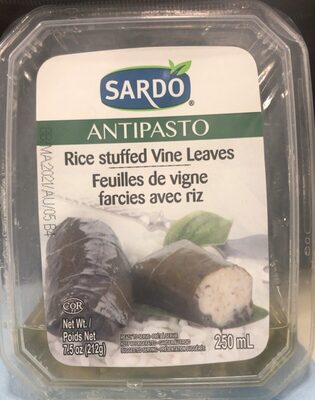 SARDO®
ANTIPASTO
Rice stuffed Vine Leaves
Feuilles de vigne
farcies avec riz
COR
Net Wt. /
Poids Net
7.5 oz (212g)
250 mL